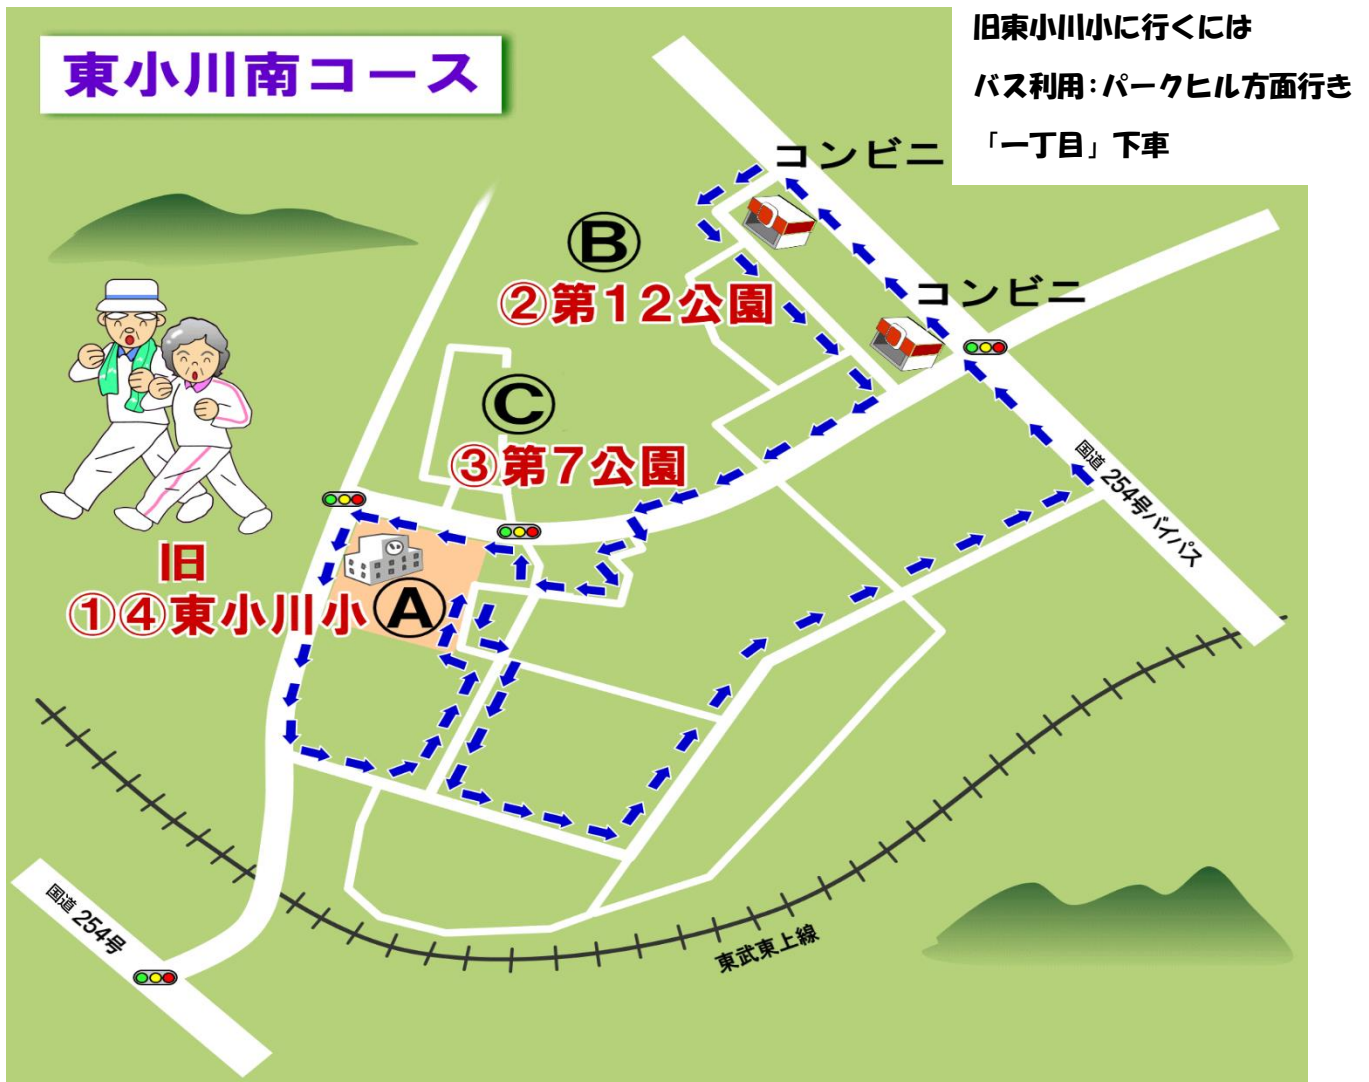 東小川南コース
旧東小川小に行くには
バス利用：パークヒル方面行き
「一丁目」下車
コンビニ
Ⓑ
②第12公園
コンビニ
Ⓒ
③第7公園
国道 254号バイパス
旧
①④東小川小
Ⓐ
国道 254号
東武東上線